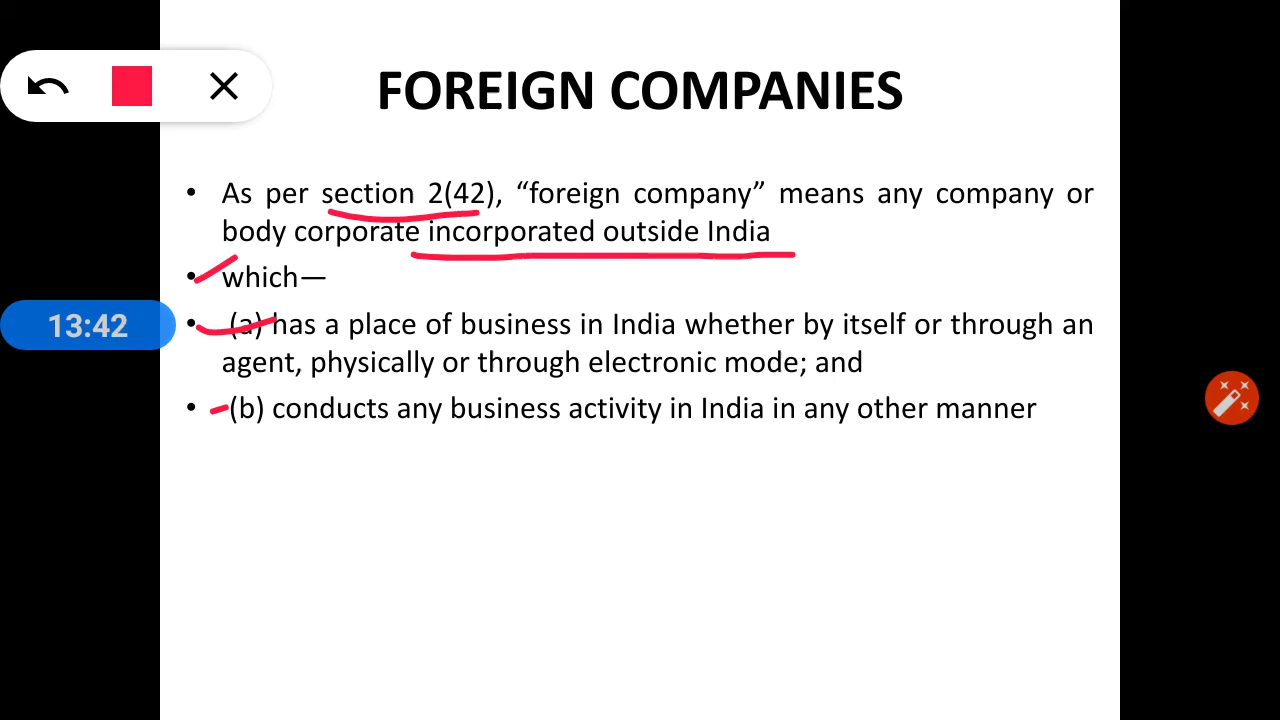 FOREIGN COMPANIES
• As per section 2(42), “foreign company” means any company or
body corporate incorporated outside India
• which—
13:42
• (a) has a place of business in India whether by itself or through an
agent, physically or through electronic mode; and
• (b) conducts any business activity in India in any other manner